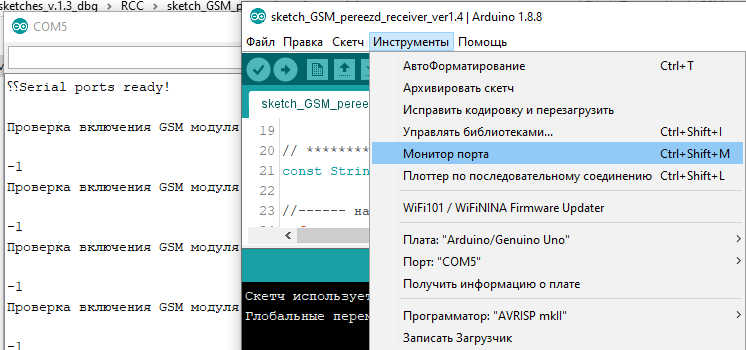 sketches_v.1.3_dbg › RCC › sketch_GSM_pereezd_r
COM5
⸮⸮Serial ports ready!
Проверка включения GSM модуля
-1
Проверка включения GSM модуля
-1
Проверка включения GSM модуля
-1
Проверка включения GSM модуля
-1
sketch_GSM_pereezd_receiver_ver1.4 | Arduino 1.8.8
Файл Правка Скетч Инструменты Помощь
sketch_GSM_pereez
19
20 // *********
21 const Strin
22
23 //------ на
Скетч использует
Глобальные перем
АвтоФорматирование Ctrl+T
Архивировать скетч
Исправить кодировку и перезагрузить
Управлять библиотеками... Ctrl+Shift+I
Монитор порта Ctrl+Shift+M
Плоттер по последовательному соединению Ctrl+Shift+L
WiFi101 / WiFiNINA Firmware Updater
Плата: "Arduino/Genuino Uno"
Порт: "COM5"
Получить информацию о плате
Программатор: "AVRISP mkII"
Записать Загрузчик